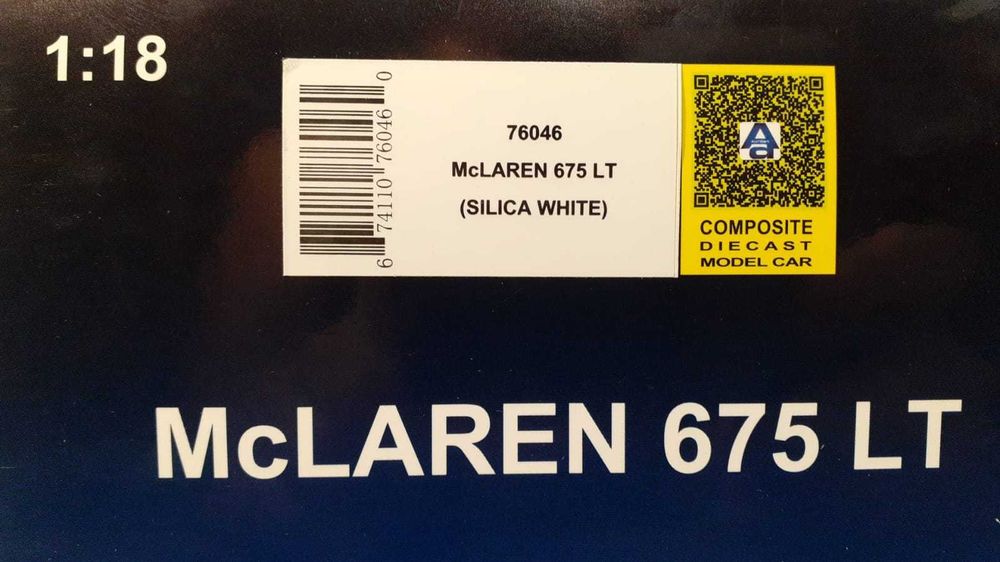 1:18
6 74110 76046 0
76046
McLAREN 675 LT
(SILICA WHITE)
Aa
COMPOSITE
DIECAST
MODEL CAR
McLAREN 675 LT